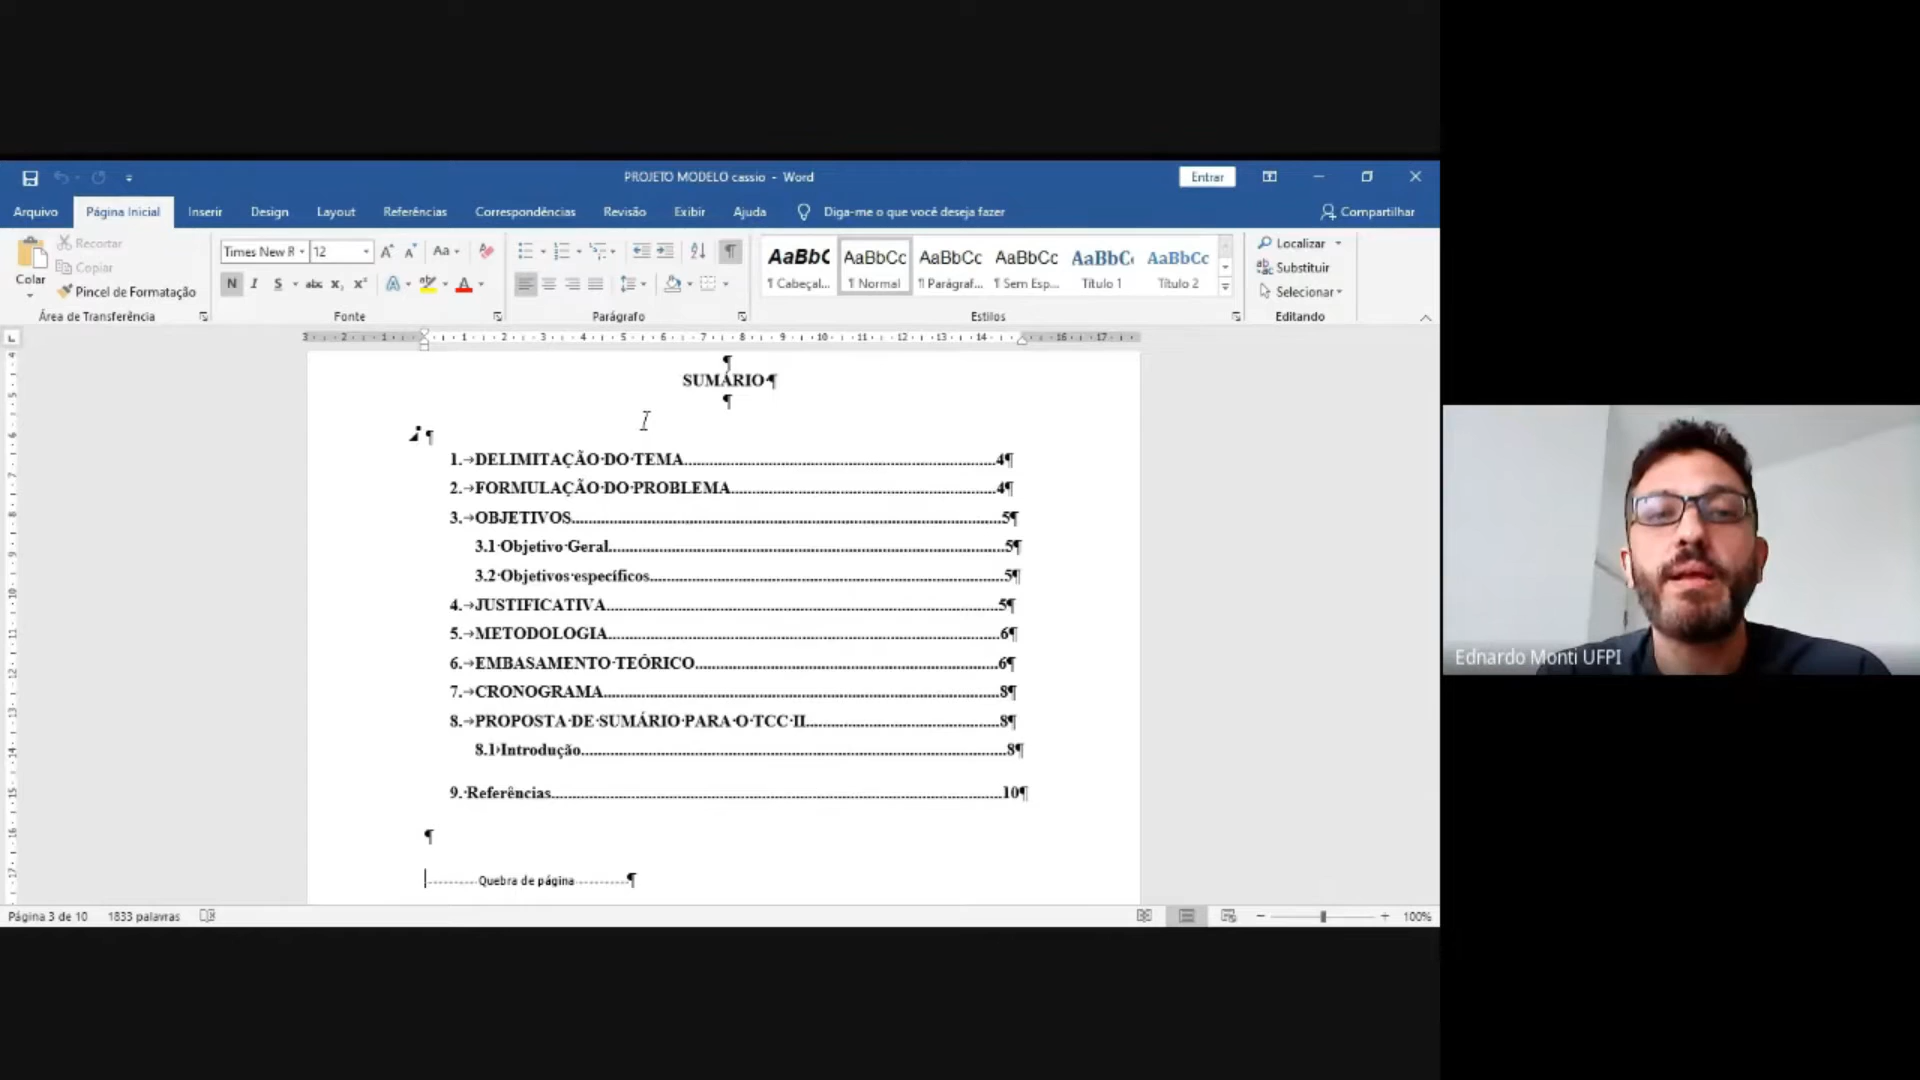 PROJETO MODELO cassio - Word
Entrar
Arquivo Página Inicial Inserir Design Layout Referências Correspondências Revisão Exibir Ajuda Diga-me o que você deseja fazer Compartilhar
Colar
Recortar
Copiar
Pincel de Formatação
Área de Transferência
Times New R 12 Aa
N I S abc x₂ x²
Fonte
Parágrafo
AaBbC AaBbCc AaBbCc AaBbCc AaBbC AaBbCc
¶ Cabeçal... ¶ Normal ¶ Parágraf... ¶ Sem Esp... Título 1 Título 2
Estilos
Localizar
Substituir
Selecionar
Editando
SUMÁRIO¶
1.→DELIMITAÇÃO·DO·TEMA....4¶
2.→FORMULAÇÃO·DO·PROBLEMA....4¶
3.→OBJETIVOS....5¶
3.1·Objetivo·Geral....5¶
3.2·Objetivos·específicos....5¶
4.→JUSTIFICATIVA....5¶
5.→METODOLOGIA....6¶
6.→EMBASAMENTO·TEÓRICO....6¶
7.→CRONOGRAMA....8¶
8.→PROPOSTA·DE·SUMÁRIO·PARA·O·TCC·II....8¶
8.1·Introdução....8¶
9.·Referências....10¶
Quebra de página
Página 3 de 10 1833 palavras 100%
Ednardo Monti UFPI